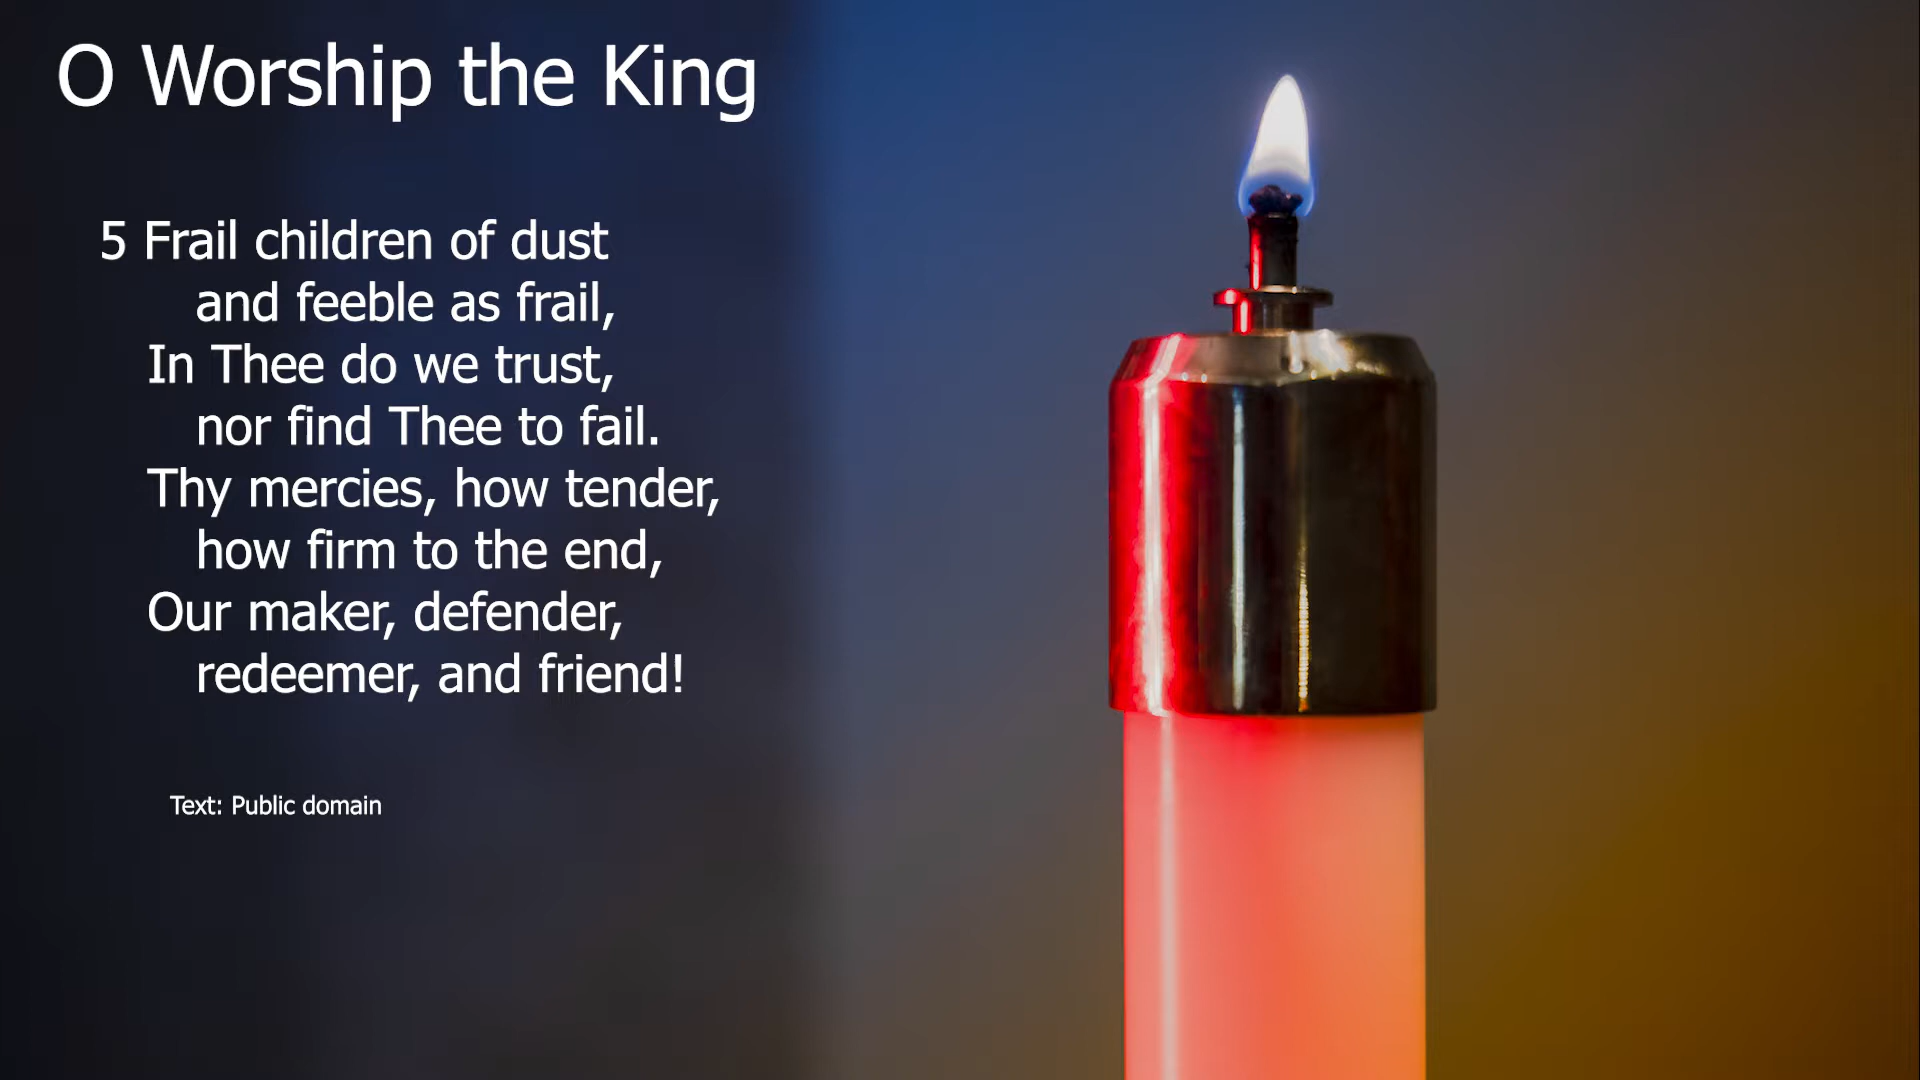 O Worship the King
5 Frail children of dust
and feeble as frail,
In Thee do we trust,
nor find Thee to fail.
Thy mercies, how tender,
how firm to the end,
Our maker, defender,
redeemer, and friend!
Text: Public domain